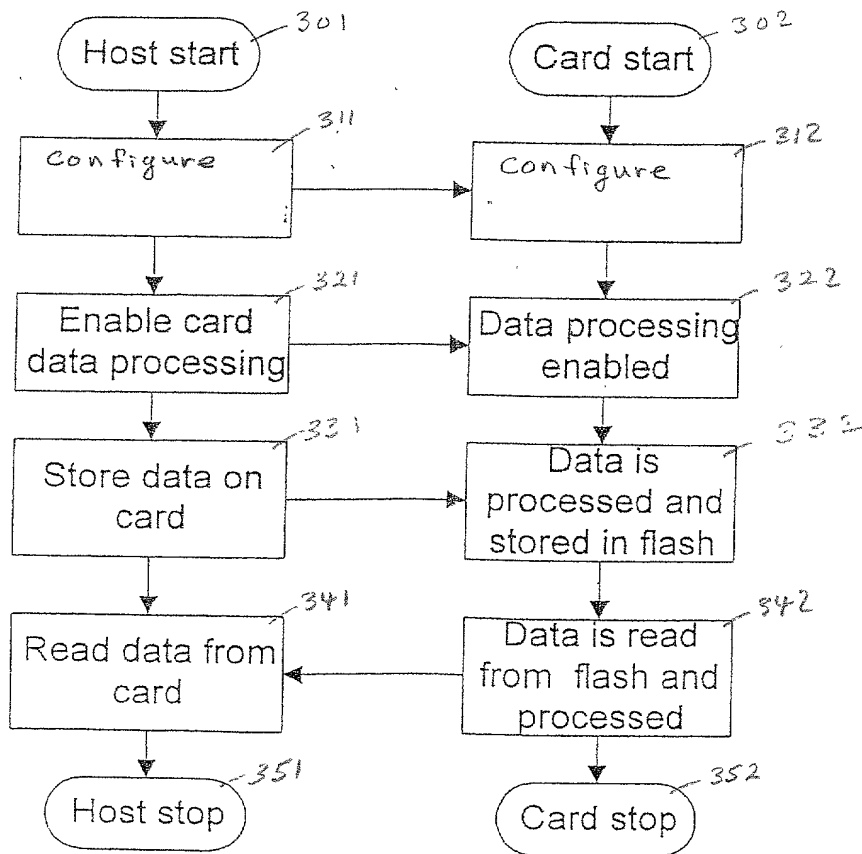 301
Host start
302
Card start
311
configure
312
configure
321
Enable card
data processing
322
Data processing
enabled
331
Store data on
card
332
Data is
processed and
stored in flash
341
Read data from
card
342
Data is read
from flash and
processed
351
Host stop
352
Card stop